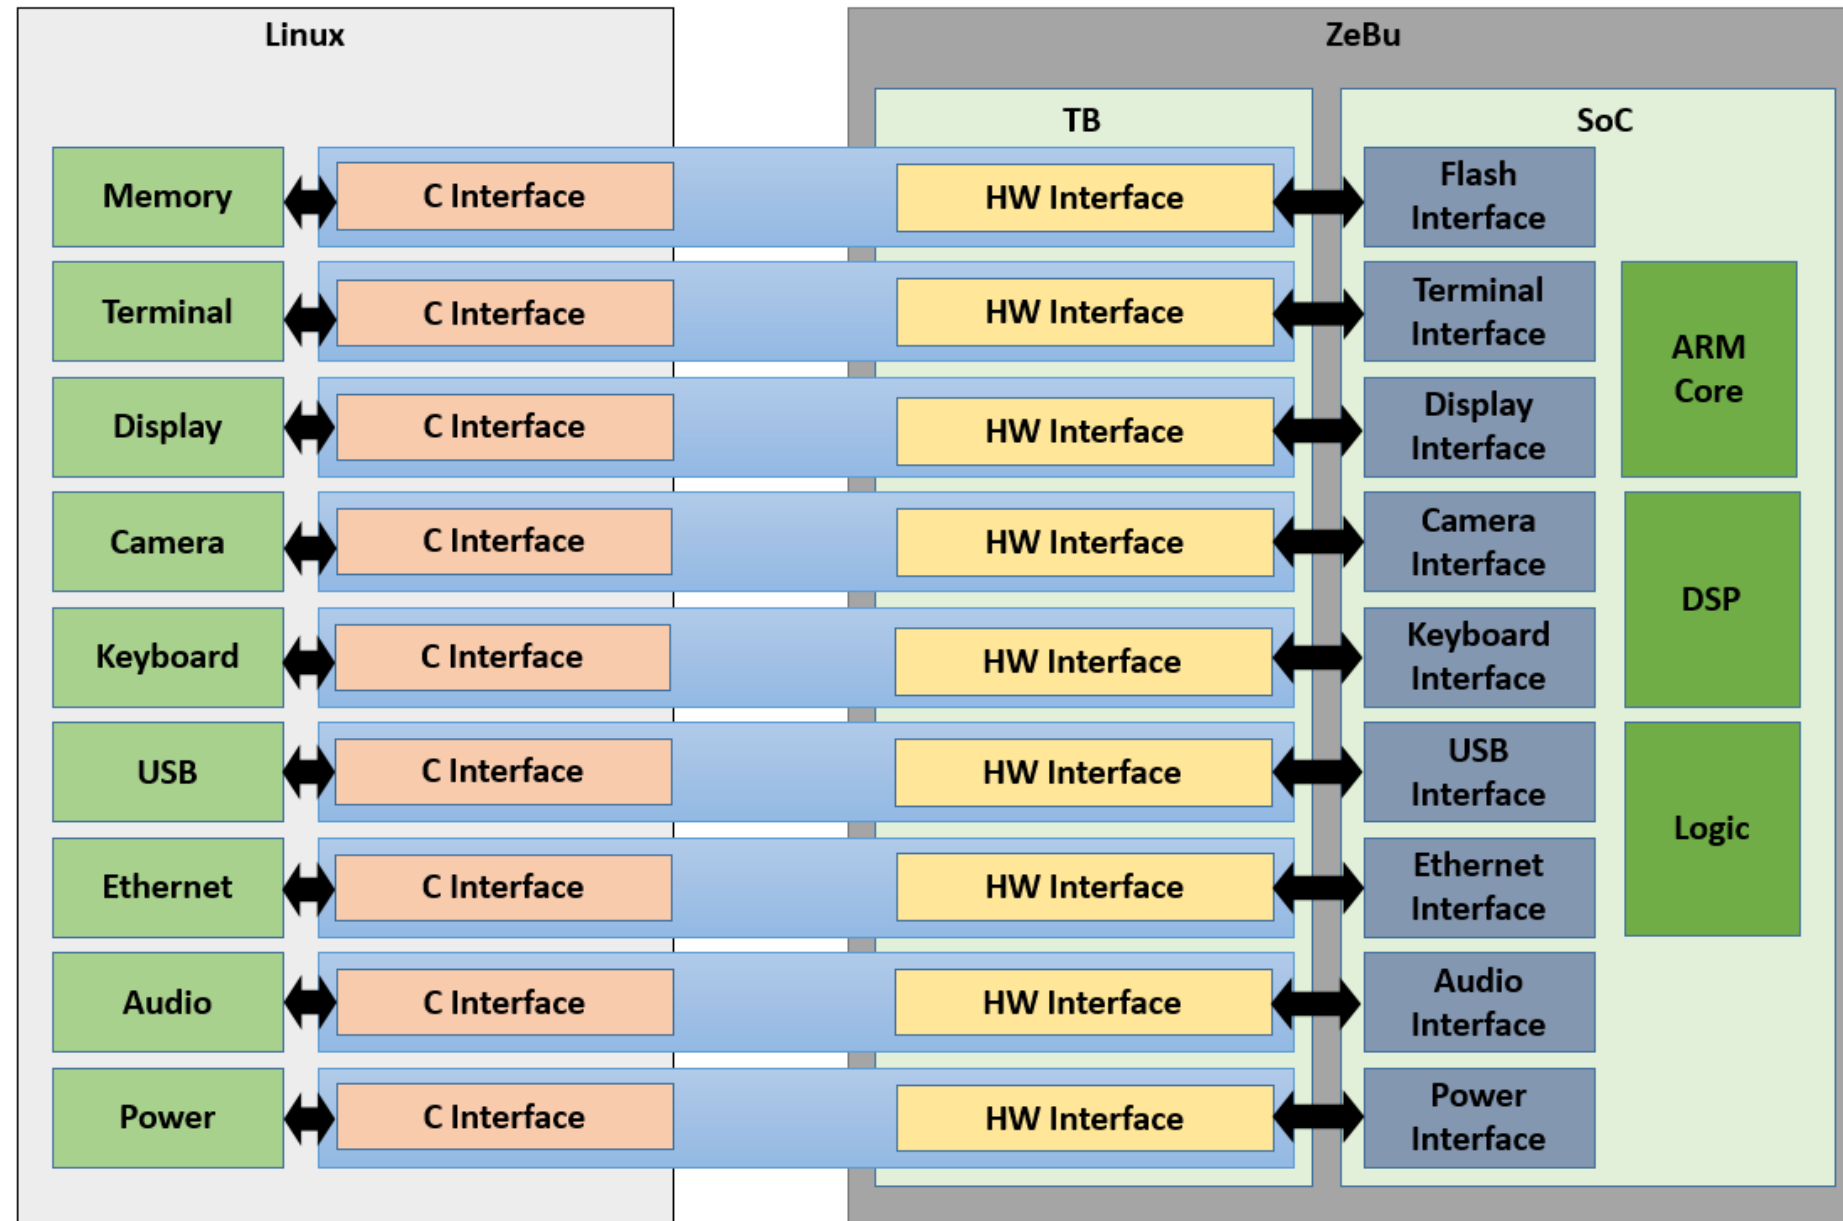 Linux
ZeBu
TB
SoC
Memory
C Interface
HW Interface
Flash
Interface
Terminal
C Interface
HW Interface
Terminal
Interface
ARM
Core
Display
C Interface
HW Interface
Display
Interface
Camera
C Interface
HW Interface
Camera
Interface
DSP
Keyboard
C Interface
HW Interface
Keyboard
Interface
USB
C Interface
HW Interface
USB
Interface
Logic
Ethernet
C Interface
HW Interface
Ethernet
Interface
Audio
C Interface
HW Interface
Audio
Interface
Power
C Interface
HW Interface
Power
Interface